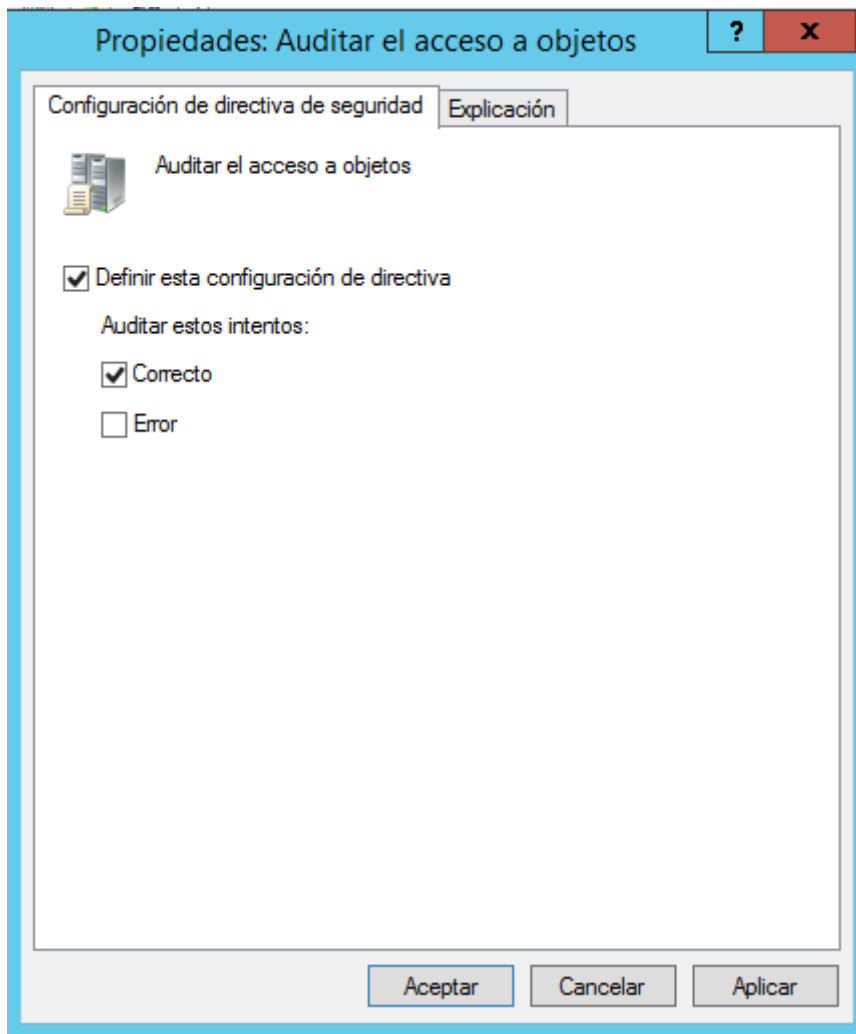 Propiedades: Auditar el acceso a objetos
?
x
Configuración de directiva de seguridad
Explicación
Auditar el acceso a objetos
Definir esta configuración de directiva
Auditar estos intentos:
Correcto
Error
Aceptar
Cancelar
Aplicar